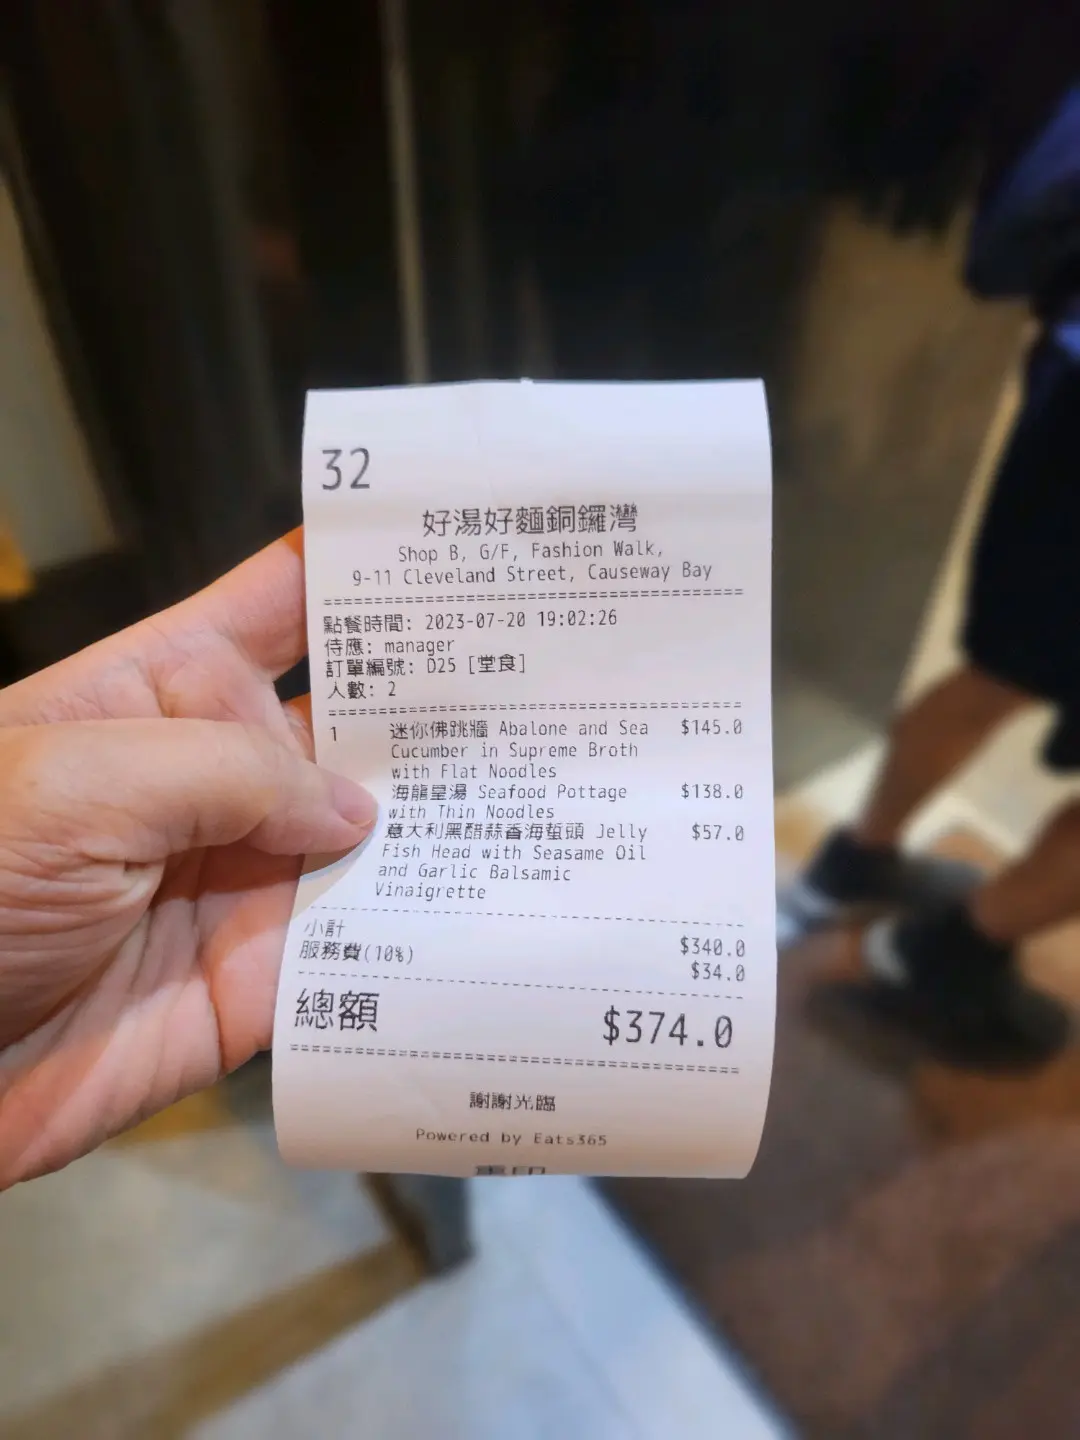 32
好湯好麵銅鑼灣
Shop B, G/F, Fashion Walk,
9-11 Cleveland Street, Causeway Bay
點餐時間: 2023-07-20 19:02:26
侍應: manager
訂單編號: D25 [堂食]
人數: 2
1 迷你佛跳牆 Abalone and Sea $145.0
Cucumber in Supreme Broth
with Flat Noodles
海龍皇湯 Seafood Pottage $138.0
with Thin Noodles
意大利黑醋蒜香海蜇頭 Jelly $57.0
Fish Head with Seasame Oil
and Garlic Balsamic
Vinaigrette
小計 $340.0
服務費(10%) $34.0
總額 $374.0
謝謝光臨
Powered by Eats365